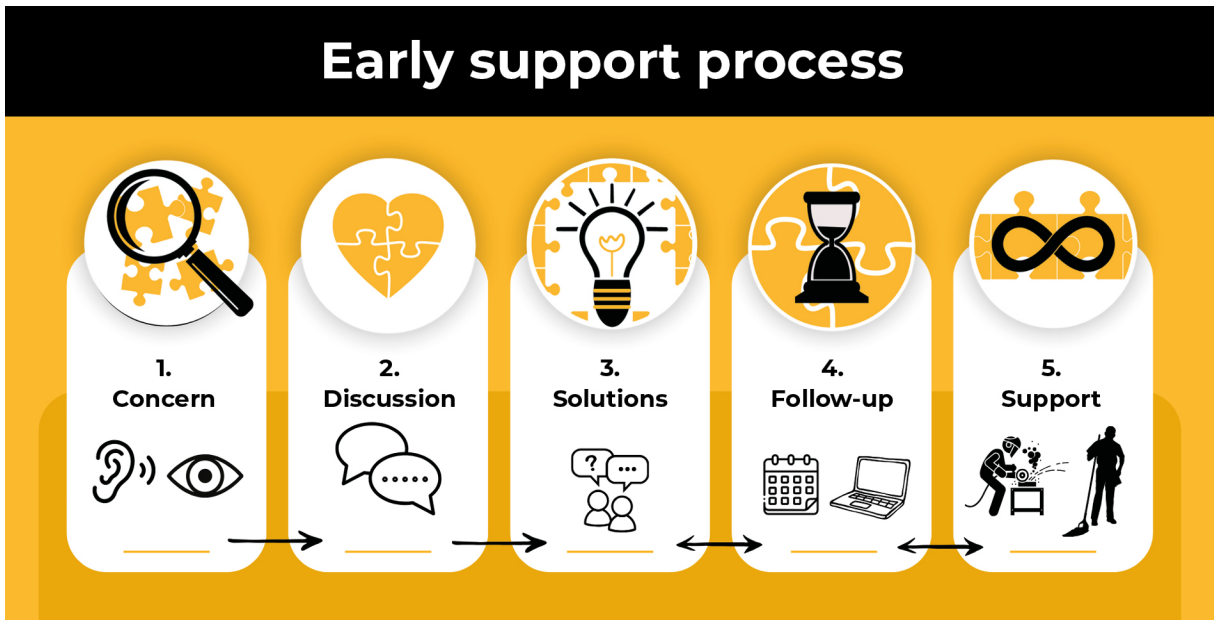 Early support process
1.
Concern
2.
Discussion
3.
Solutions
?
4.
Follow-up
5.
Support